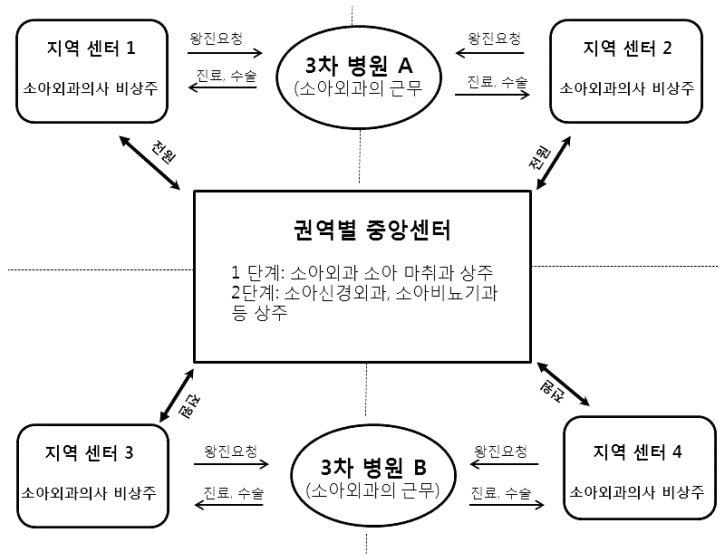 지역 센터 1
소아외과의사 비상주
왕진요청
진료, 수술
3차 병원 A
(소아외과의 근무
왕진요청
진료, 수술
지역 센터 2
소아외과의사 비상주
전원
전원
권역별 중앙센터
1 단계: 소아외과 소아 마취과 상주
2단계: 소아신경외과, 소아비뇨기과
등 상주
전원
전원
지역 센터 3
소아외과의사 비상주
왕진요청
진료, 수술
3차 병원 B
(소아외과의 근무)
왕진요청
진료, 수술
지역 센터 4
소아외과의사 비상주